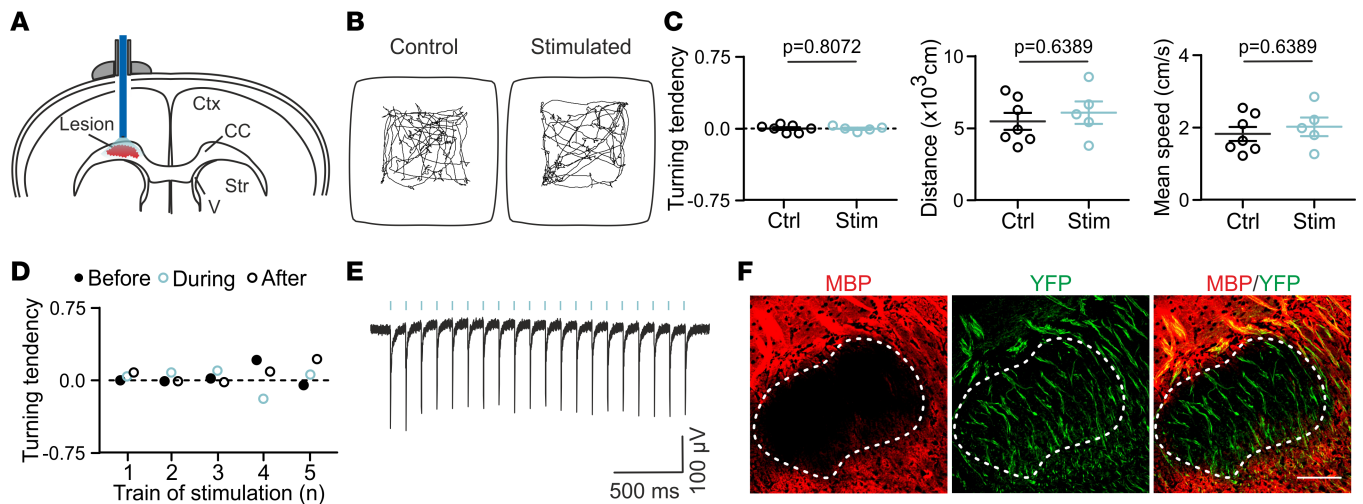 A
Lesion
Ctx
CC
Str
V
B
Control
Stimulated
C
Turning tendency
0.75
0.0
-0.75
p=0.8072
Ctrl
Stim
Distance (x10³cm)
10
5
0
p=0.6389
Ctrl
Stim
Mean speed (cm/s)
4
2
0
p=0.6389
Ctrl
Stim
D
Before During After
Turning tendency
0.75
0.0
-0.75
1 2 3 4 5
Train of stimulation (n)
E
100 µV
500 ms
F
MBP
YFP
MBP/YFP